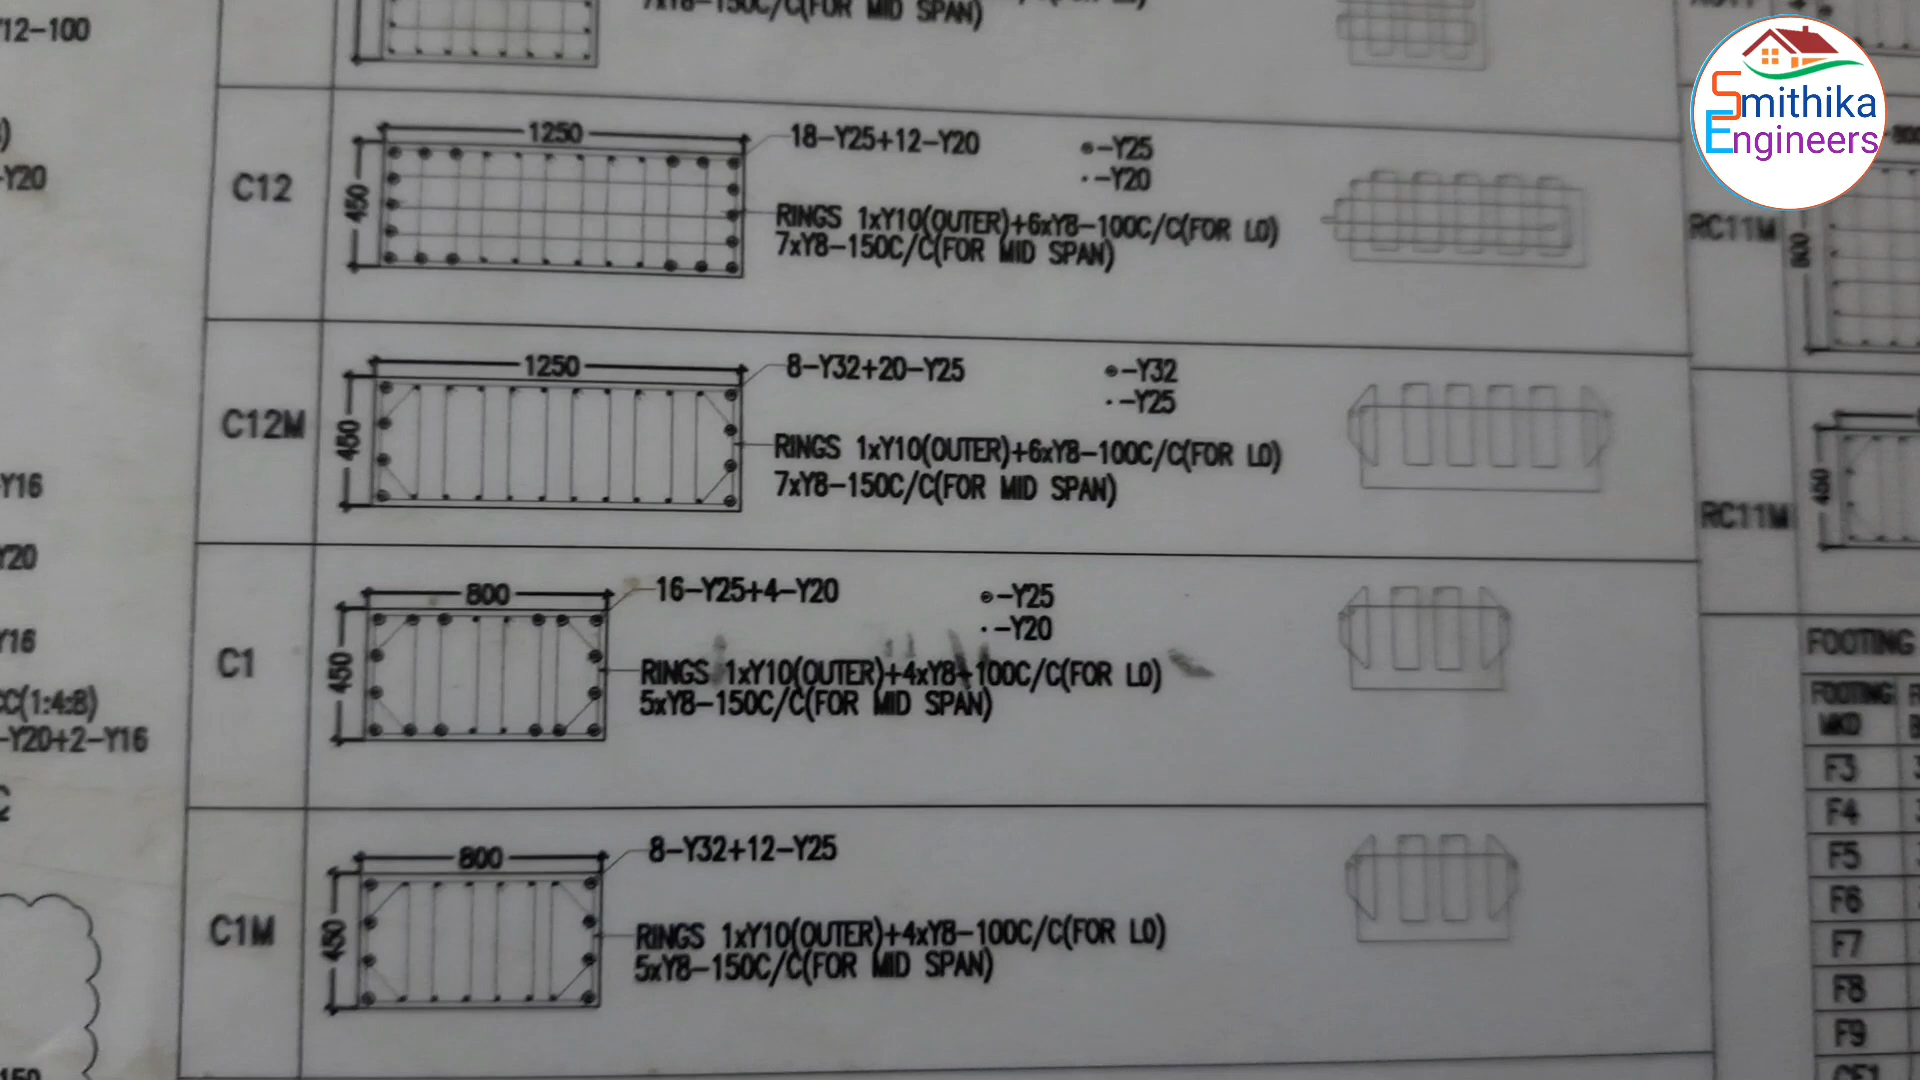 Y12-100
7xY8-150C/C(FOR MID SPAN)
Smithika
Engineers
Y20
C12
1250
450
18-Y25+12-Y20
-Y25
-Y20
RINGS 1xY10(OUTER)+6xY8-100C/C(FOR LO)
7xY8-150C/C(FOR MID SPAN)
RC11M
800
C12M
1250
450
8-Y32+20-Y25
-Y32
-Y25
RINGS 1xY10(OUTER)+6xY8-100C/C(FOR LO)
7xY8-150C/C(FOR MID SPAN)
RC11M
450
Y16
Y20
C1
800
450
16-Y25+4-Y20
-Y25
-Y20
RINGS 1xY10(OUTER)+4xY8-100C/C(FOR LO)
5xY8-150C/C(FOR MID SPAN)
Y16
CC(1:4:8)
-Y20+2-Y16
C1M
800
450
8-Y32+12-Y25
RINGS 1xY10(OUTER)+4xY8-100C/C(FOR LO)
5xY8-150C/C(FOR MID SPAN)
FOOTING
FOOTING
MKD
F3
F4
F5
F6
F7
F8
F9
CF1
150